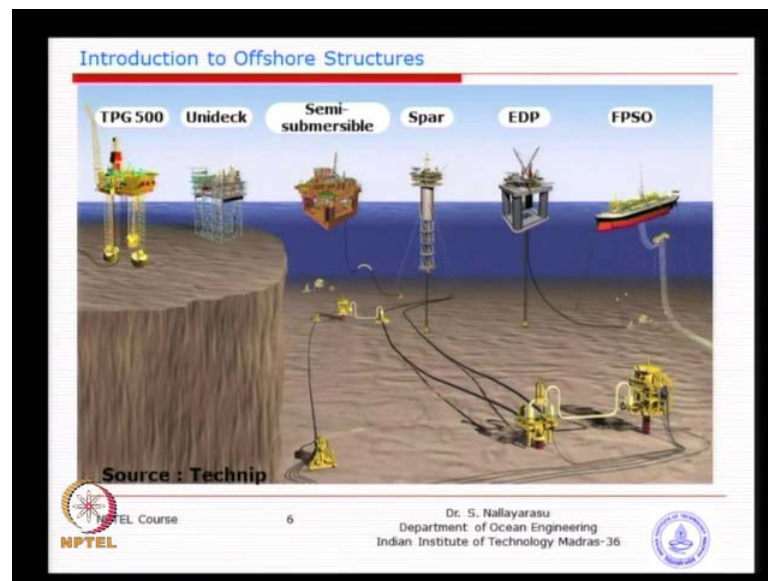 Introduction to Offshore Structures
TPG 500
Unideck
Semi-
submersible
Spar
EDP
FPSO
Source : Technip
NPTEL Course
6
Dr. S. Nallayarasu
Department of Ocean Engineering
Indian Institute of Technology Madras-36
NPTEL